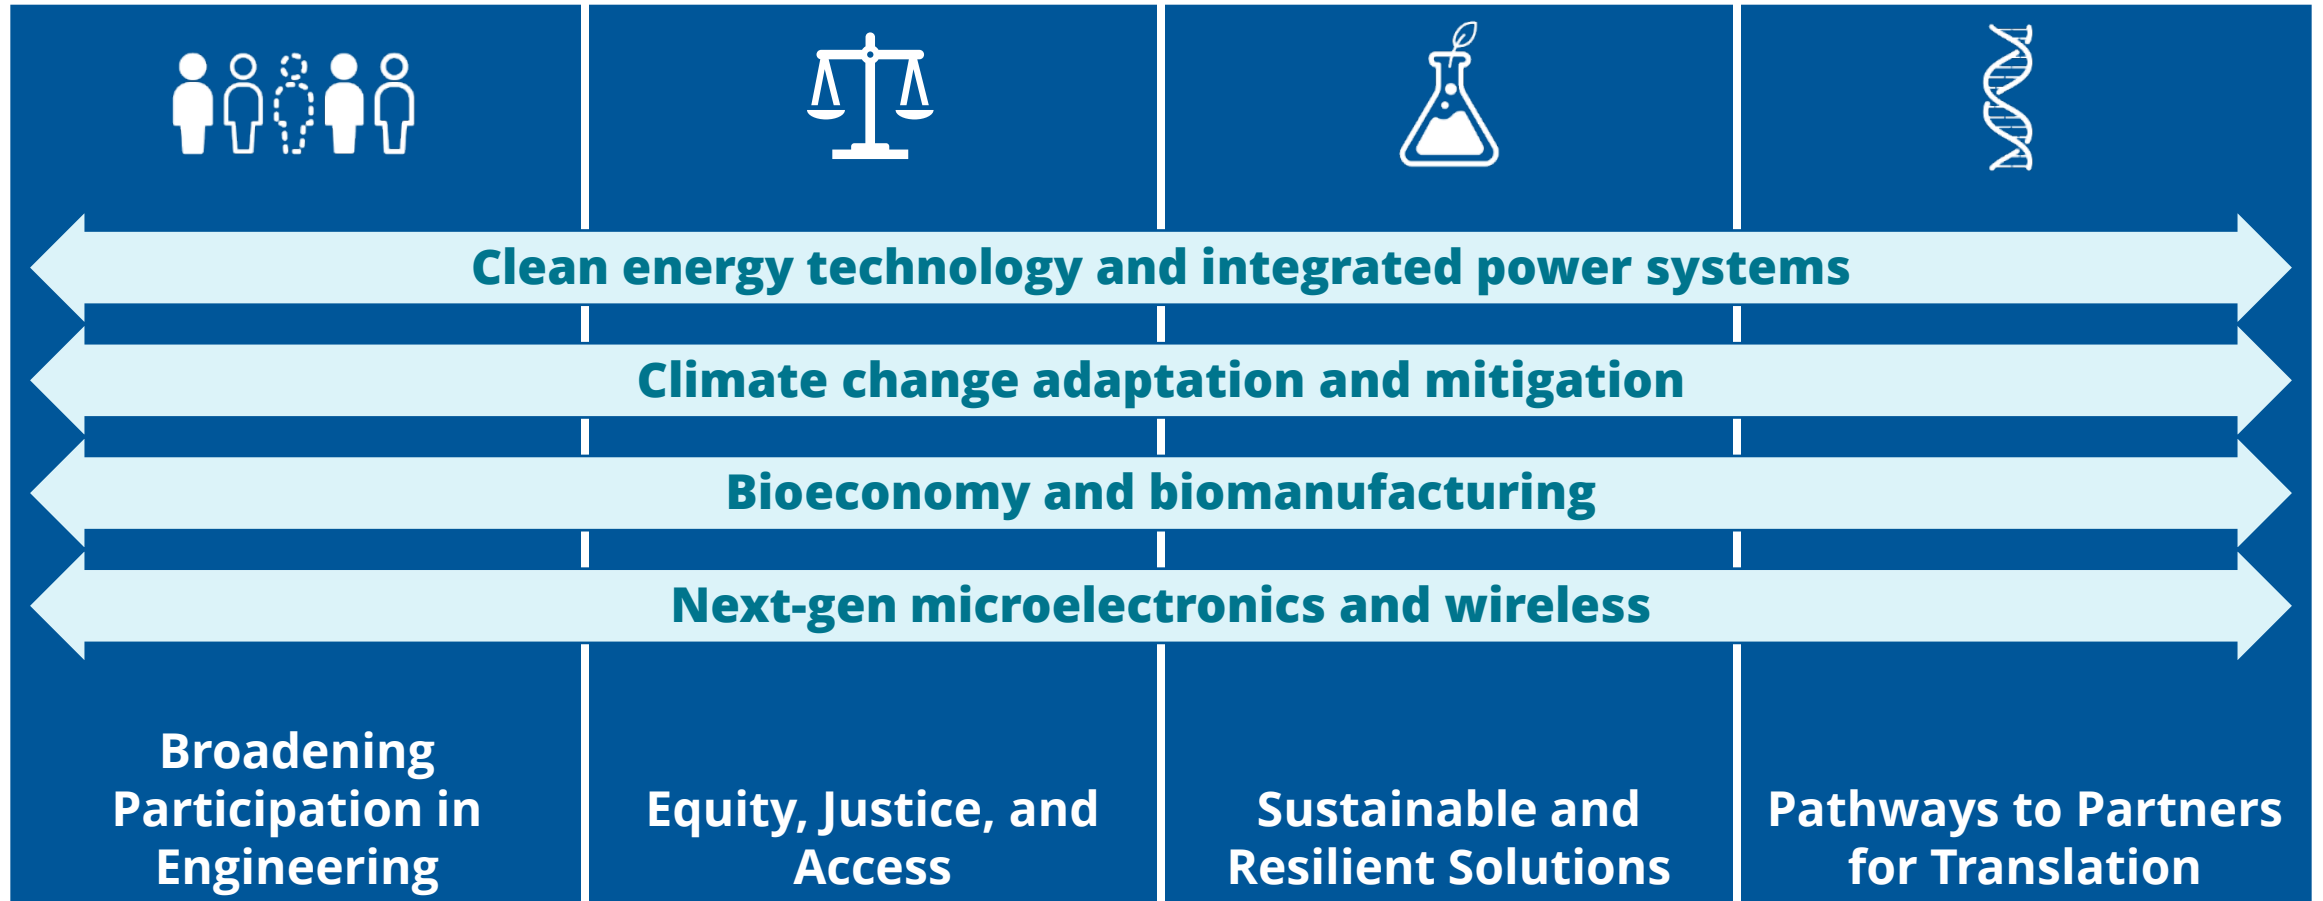 Clean energy technology and integrated power systems
Climate change adaptation and mitigation
Bioeconomy and biomanufacturing
Next-gen microelectronics and wireless
Broadening
Participation in
Engineering
Equity, Justice, and
Access
Sustainable and
Resilient Solutions
Pathways to Partners
for Translation